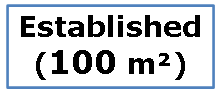 Established
(100 m²)